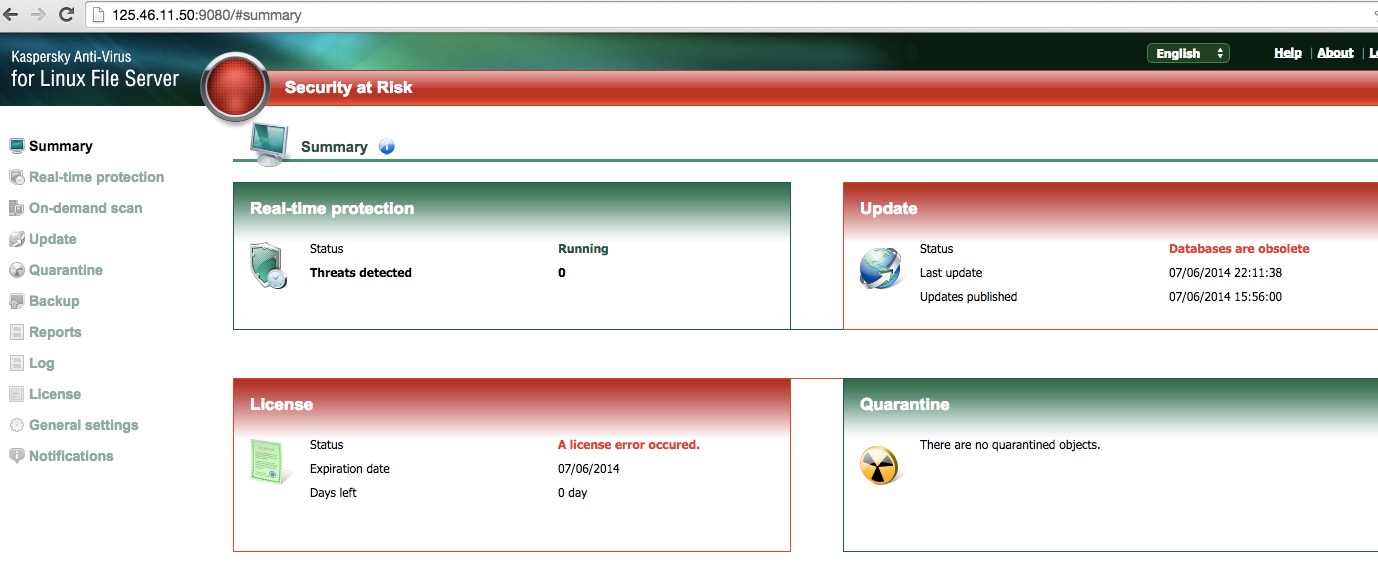 125.46.11.50:9080/#summary
Kaspersky Anti-Virus
for Linux File Server
English
Help | About |
Security at Risk
Summary
Real-time protection
On-demand scan
Update
Quarantine
Backup
Reports
Log
License
General settings
Notifications
Summary
Real-time protection
Status Running
Threats detected 0
Update
Status Databases are obsolete
Last update 07/06/2014 22:11:38
Updates published 07/06/2014 15:56:00
License
Status A license error occured.
Expiration date 07/06/2014
Days left 0 day
Quarantine
There are no quarantined objects.